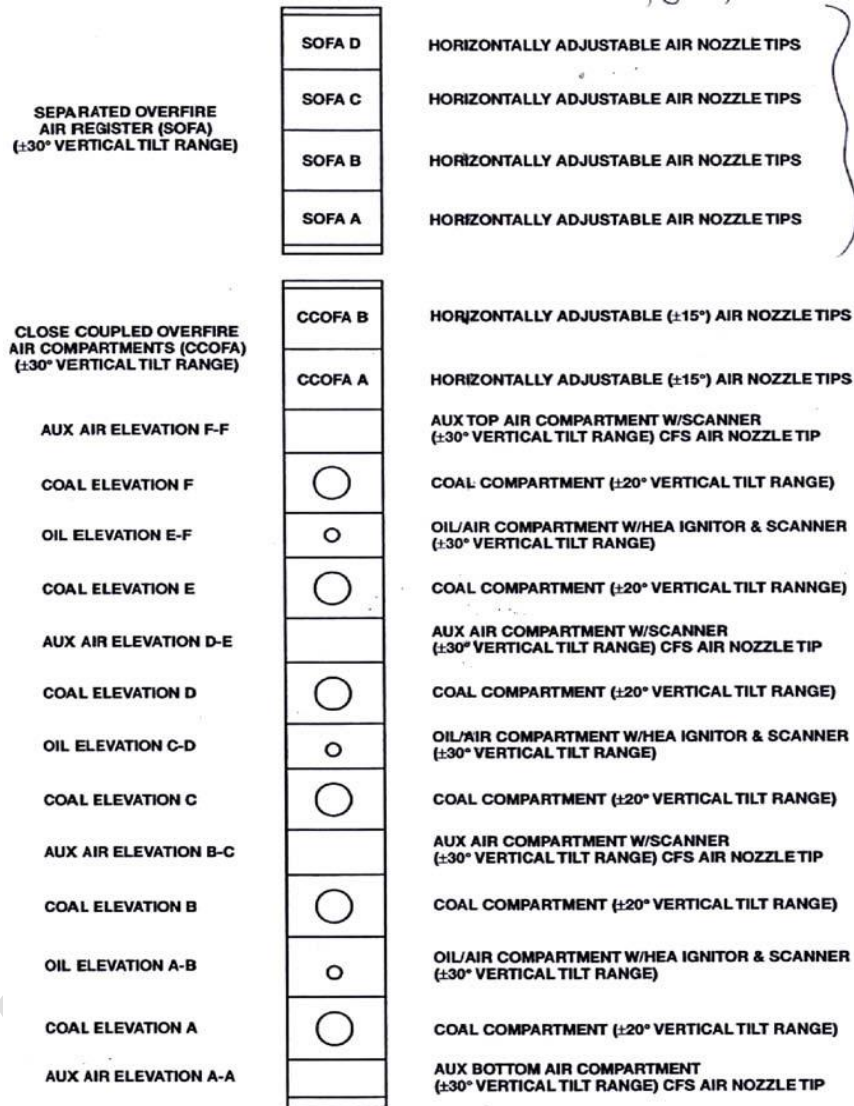 SOFA D HORIZONTALLY ADJUSTABLE AIR NOZZLE TIPS
SOFA C HORIZONTALLY ADJUSTABLE AIR NOZZLE TIPS
SEPARATED OVERFIRE
AIR REGISTER (SOFA)
(±30° VERTICAL TILT RANGE)
SOFA B HORIZONTALLY ADJUSTABLE AIR NOZZLE TIPS
SOFA A HORIZONTALLY ADJUSTABLE AIR NOZZLE TIPS
CCOFA B HORIZONTALLY ADJUSTABLE (±15°) AIR NOZZLE TIPS
CLOSE COUPLED OVERFIRE
AIR COMPARTMENTS (CCOFA)
(±30° VERTICAL TILT RANGE)
CCOFA A HORIZONTALLY ADJUSTABLE (±15°) AIR NOZZLE TIPS
AUX AIR ELEVATION F-F
AUX TOP AIR COMPARTMENT W/SCANNER
(±30° VERTICAL TILT RANGE) CFS AIR NOZZLE TIP
COAL ELEVATION F COAL COMPARTMENT (±20° VERTICAL TILT RANGE)
OIL ELEVATION E-F
OIL/AIR COMPARTMENT W/HEA IGNITOR & SCANNER
(±30° VERTICAL TILT RANGE)
COAL ELEVATION E COAL COMPARTMENT (±20° VERTICAL TILT RANNGE)
AUX AIR ELEVATION D-E
AUX AIR COMPARTMENT W/SCANNER
(±30° VERTICAL TILT RANGE) CFS AIR NOZZLE TIP
COAL ELEVATION D COAL COMPARTMENT (±20° VERTICAL TILT RANGE)
OIL ELEVATION C-D
OIL/AIR COMPARTMENT W/HEA IGNITOR & SCANNER
(±30° VERTICAL TILT RANGE)
COAL ELEVATION C COAL COMPARTMENT (±20° VERTICAL TILT RANGE)
AUX AIR ELEVATION B-C
AUX AIR COMPARTMENT W/SCANNER
(±30° VERTICAL TILT RANGE) CFS AIR NOZZLE TIP
COAL ELEVATION B COAL COMPARTMENT (±20° VERTICAL TILT RANGE)
OIL ELEVATION A-B
OIL/AIR COMPARTMENT W/HEA IGNITOR & SCANNER
(±30° VERTICAL TILT RANGE)
COAL ELEVATION A COAL COMPARTMENT (±20° VERTICAL TILT RANGE)
AUX AIR ELEVATION A-A
AUX BOTTOM AIR COMPARTMENT
(±30° VERTICAL TILT RANGE) CFS AIR NOZZLE TIP